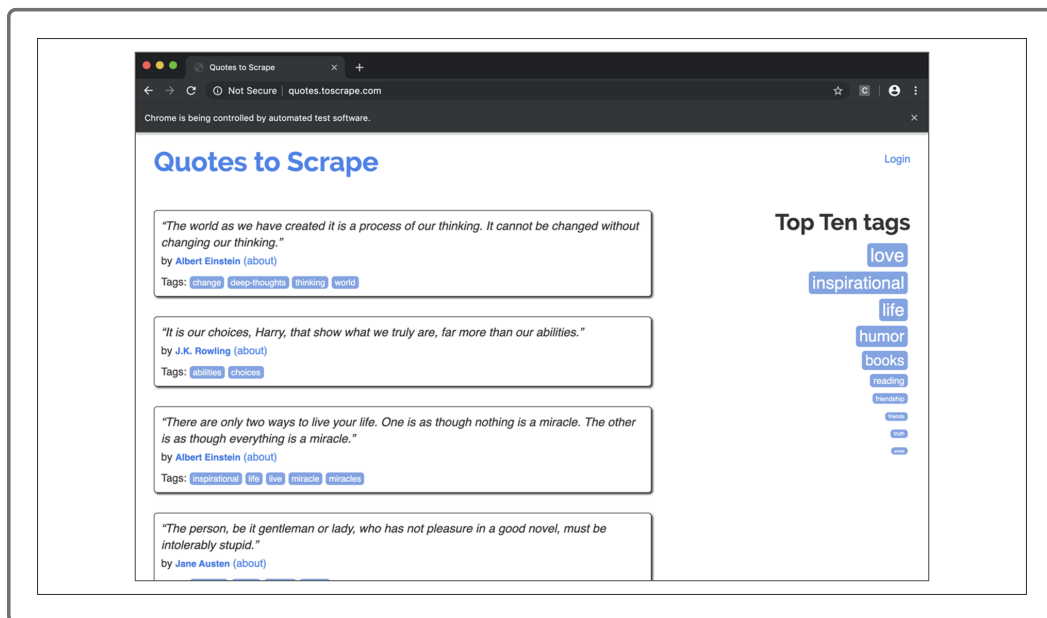 Quotes to Scrape
Not Secure | quotes.toscrape.com
C
Chrome is being controlled by automated test software.
Quotes to Scrape
Login
“The world as we have created it is a process of our thinking. It cannot be changed without
changing our thinking.”
by Albert Einstein (about)
Tags: change deep-thoughts thinking world
“It is our choices, Harry, that show what we truly are, far more than our abilities.”
by J.K. Rowling (about)
Tags: abilities choices
“There are only two ways to live your life. One is as though nothing is a miracle. The other
is as though everything is a miracle.”
by Albert Einstein (about)
Tags: inspirational life live miracle miracles
“The person, be it gentleman or lady, who has not pleasure in a good novel, must be
intolerably stupid.”
by Jane Austen (about)
Top Ten tags
love
inspirational
life
humor
books
reading
friendship
friends
truth